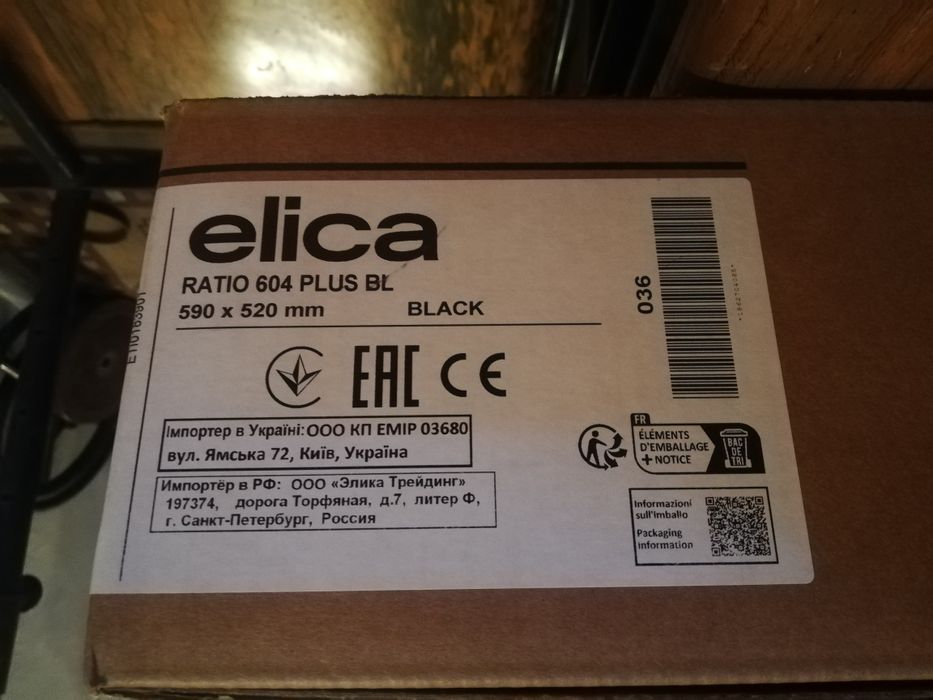 elica
RATIO 604 PLUS BL
590 x 520 mm BLACK
036
EAC CE
Імпортер в Україні: ООО КП ЕМІР 03680
вул. Ямська 72, Київ, Україна
Импортёр в РФ: ООО «Элика Трейдинг»
197374, дорога Торфяная, д.7, литер Ф,
г. Санкт-Петербург, Россия
FR
ÉLÉMENTS
D'EMBALLAGE
+ NOTICE
BAC
DE
TRI
Informazioni
sull'imballo
Packaging
information